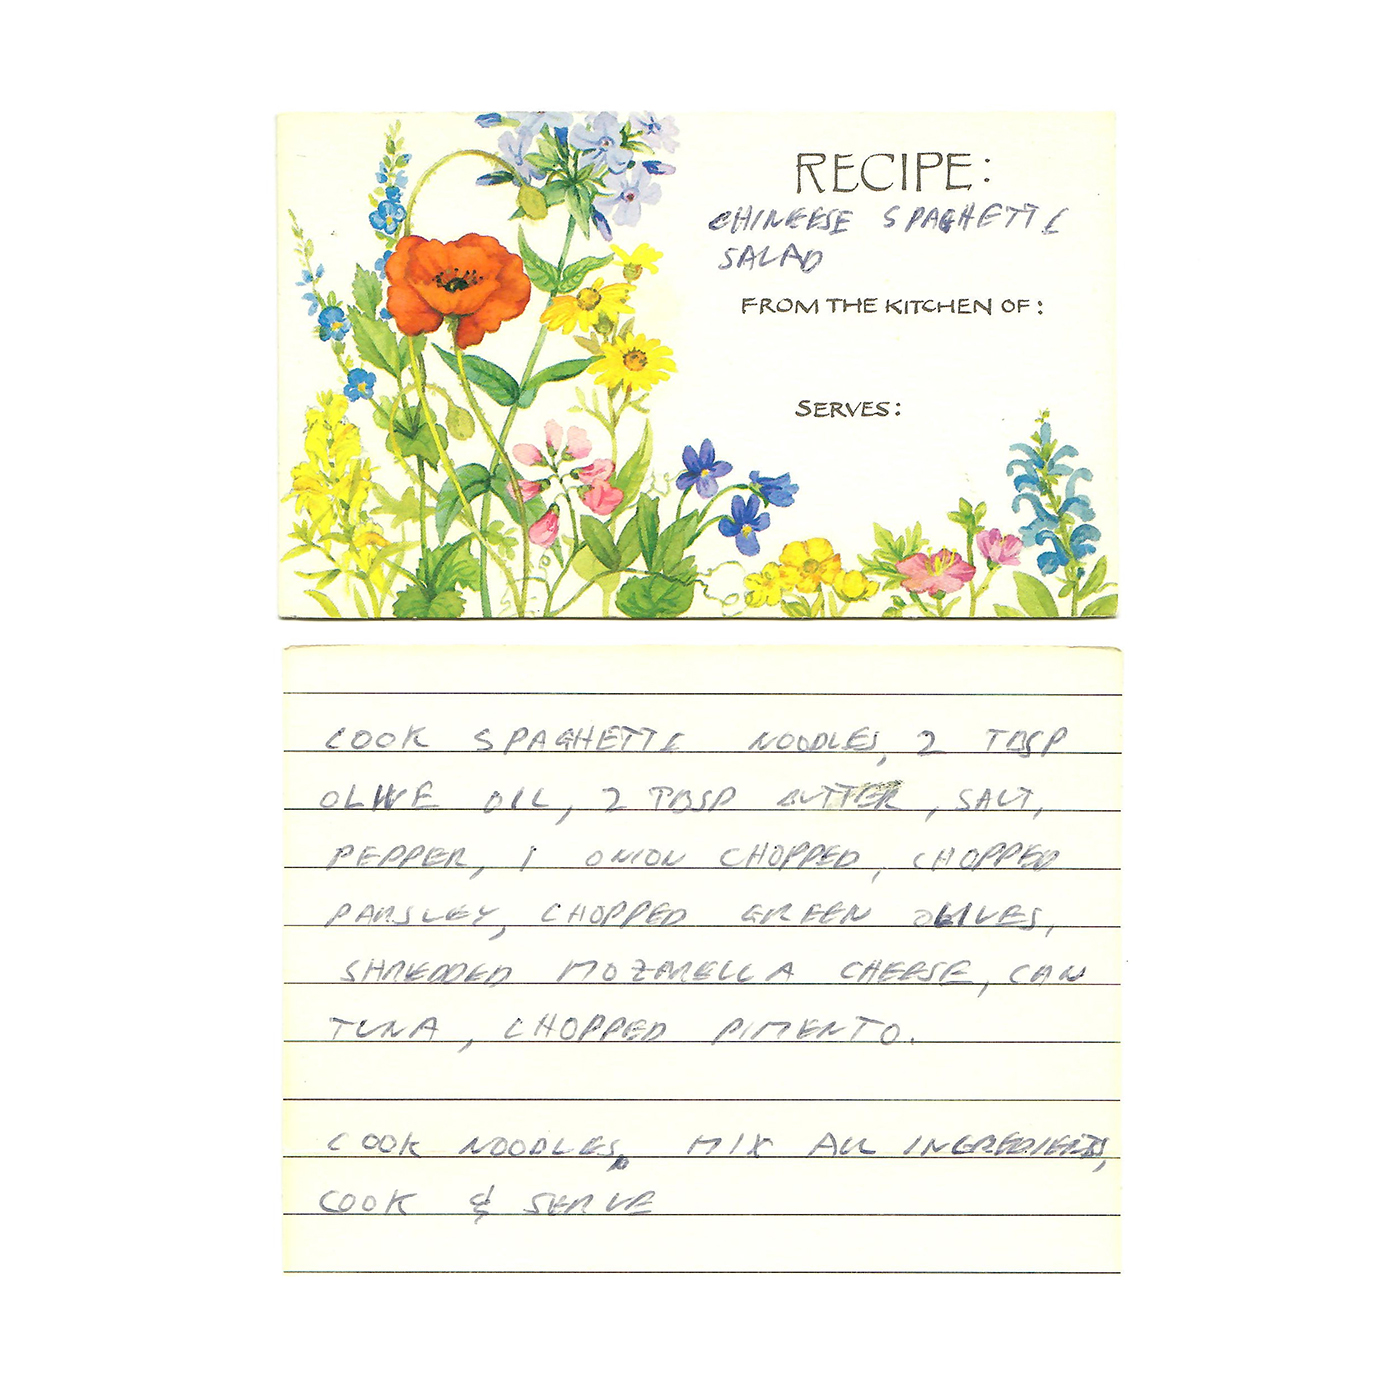 RECIPE:
CHINEESE SPAGHETTI
SALAD
FROM THE KITCHEN OF:
SERVES:
COOK SPAGHETTI NOODLES, 2 TBSP
OLIVE OIL, 2 TBSP BUTTER, SALT,
PEPPER, 1 ONION CHOPPED, CHOPPED
PARSLEY, CHOPPED GREEN OLIVES,
SHREDDED MOZARELLA CHEESE, CAN
TUNA, CHOPPED PIMENTO.
COOK NOODLES, MIX ALL INGREDIENTS,
COOK & SERVE